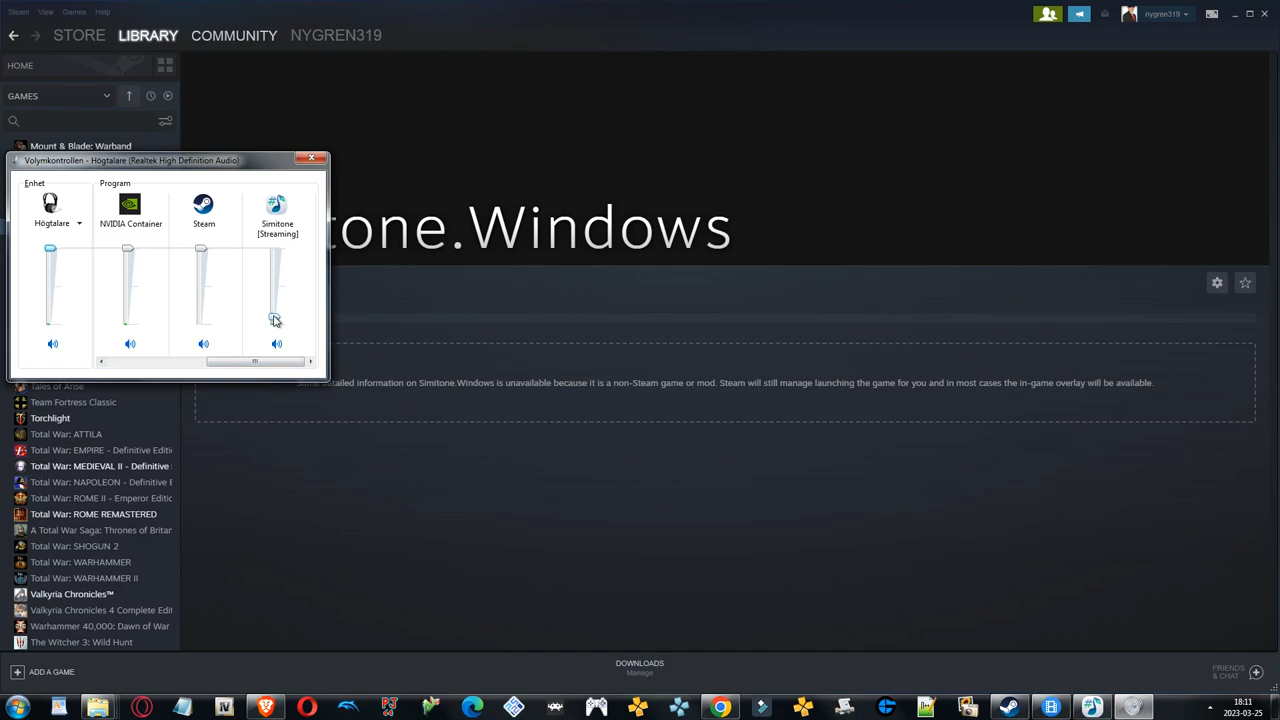 Steam View Games Help
nygren319
STORE LIBRARY COMMUNITY NYGREN319
HOME
GAMES
Mount & Blade: Warband
Volymkontrollen - Högtalare (Realtek High Definition Audio)
Enhet
Program
Högtalare
NVIDIA Container
Steam
Simitone
[Streaming]
tone.Windows
detailed information on Simitone.Windows is unavailable because it is a non-Steam game or mod. Steam will still manage launching the game for you and in most cases the in-game overlay will be available.
Tales of Arise
Team Fortress Classic
Torchlight
Total War: ATTILA
Total War: EMPIRE - Definitive Editi
Total War: MEDIEVAL II - Definitive
Total War: NAPOLEON - Definitive E
Total War: ROME II - Emperor Edition
Total War: ROME REMASTERED
A Total War Saga: Thrones of Britan
Total War: SHOGUN 2
Total War: WARHAMMER
Total War: WARHAMMER II
Valkyria Chronicles™
Valkyria Chronicles 4 Complete Edit
Warhammer 40,000: Dawn of War
The Witcher 3: Wild Hunt
ADD A GAME
DOWNLOADS
Manage
FRIENDS
& CHAT
18:11
2023-03-25